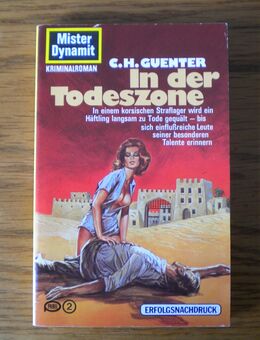 Mister
Dynamit
KRIMINALROMAN
C.H. GUENTER
In der
Todeszone
In einem korsischen Straflager wird ein
Häftling langsam zu Tode gequält – bis
sich einflußreiche Leute
seiner besonderen
Talente erinnern
2
ERFOLGSNACHDRUCK